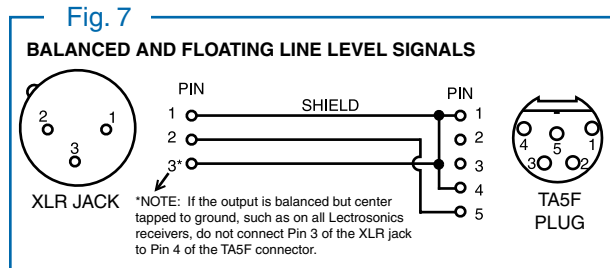 Fig. 7
BALANCED AND FLOATING LINE LEVEL SIGNALS
PIN
PIN
SHIELD
1
1
2
2
3*
3
4
5
2
1
3
XLR JACK
4
5
1
3
2
TA5F
PLUG
*NOTE: If the output is balanced but center
tapped to ground, such as on all Lectrosonics
receivers, do not connect Pin 3 of the XLR jack
to Pin 4 of the TA5F connector.